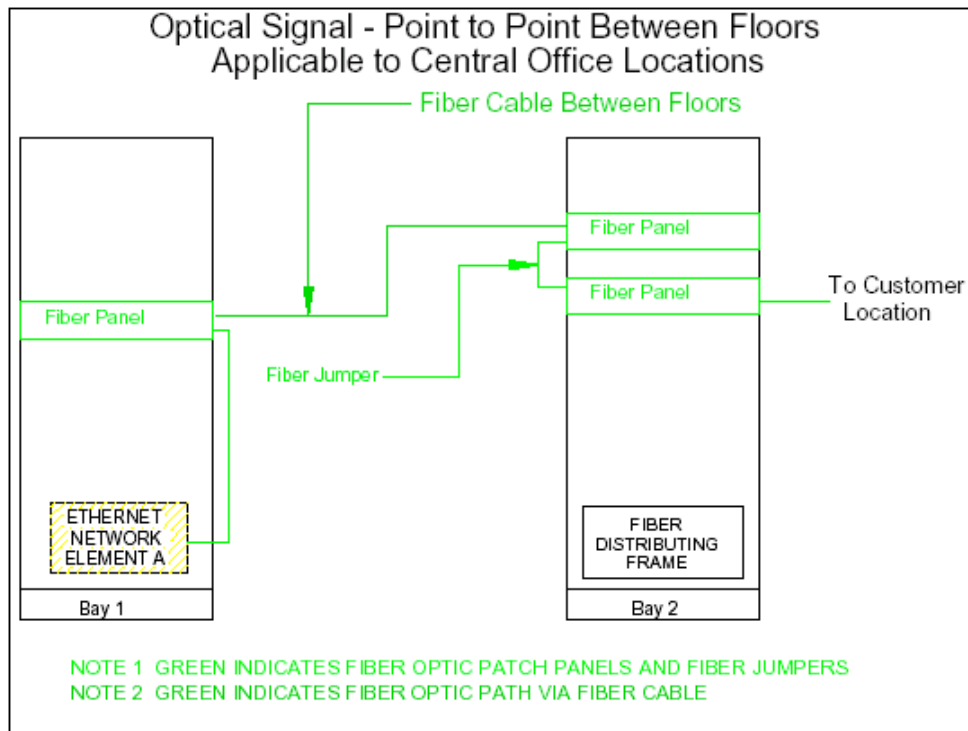 Optical Signal - Point to Point Between Floors
Applicable to Central Office Locations
Fiber Cable Between Floors
Fiber Panel
Fiber Panel
To Customer
Location
Fiber Panel
Fiber Jumper
ETHERNET
NETWORK
ELEMENT A
FIBER
DISTRIBUTING
FRAME
Bay 1
Bay 2
NOTE 1 GREEN INDICATES FIBER OPTIC PATCH PANELS AND FIBER JUMPERS
NOTE 2 GREEN INDICATES FIBER OPTIC PATH VIA FIBER CABLE